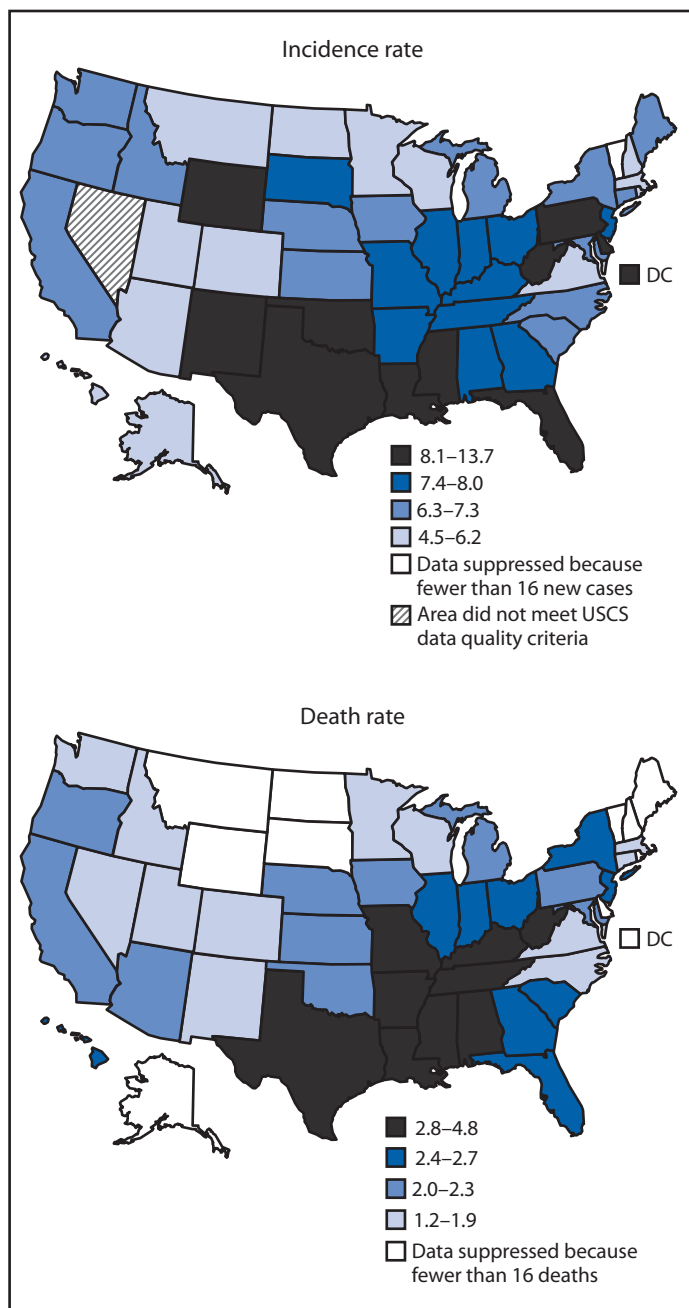 Incidence rate
DC
8.1–13.7
7.4–8.0
6.3–7.3
4.5–6.2
Data suppressed because
fewer than 16 new cases
Area did not meet USCS
data quality criteria
Death rate
DC
2.8–4.8
2.4–2.7
2.0–2.3
1.2–1.9
Data suppressed because
fewer than 16 deaths